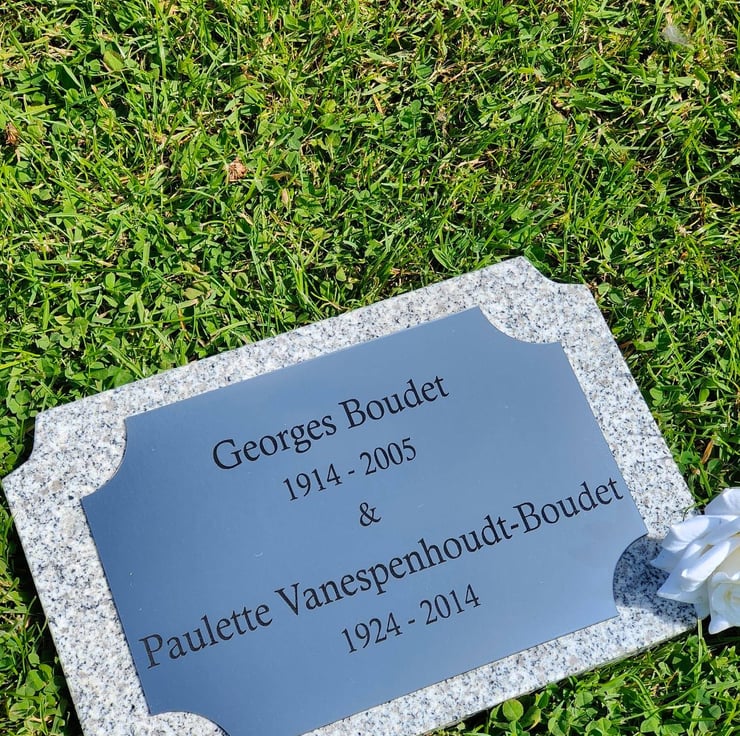 Georges Boudet
1914 - 2005
&
Paulette Vanespenhoudt-Boudet
1924 - 2014